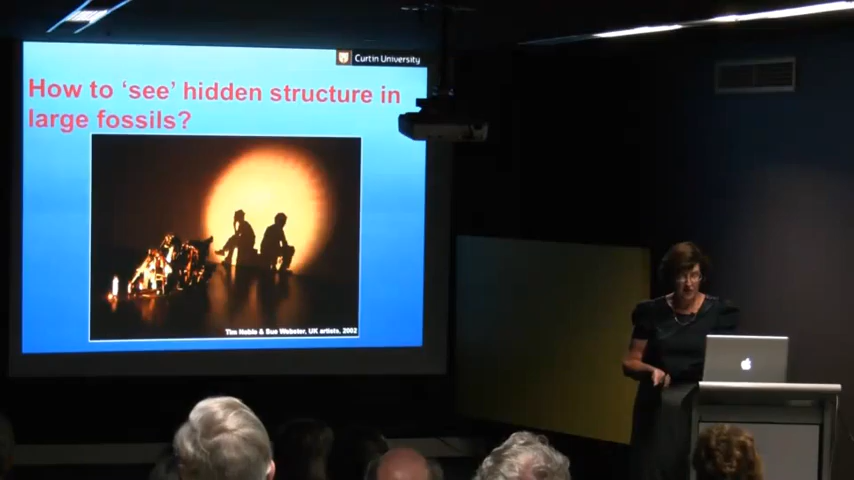 Curtin University
How to ‘see’ hidden structure in
large fossils?
Tim Noble & Sue Webster, UK artists, 2002